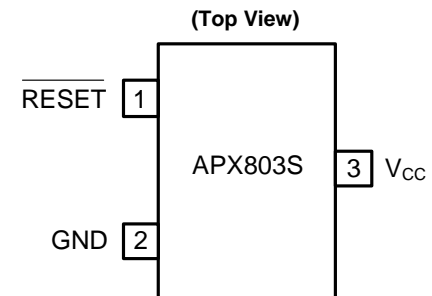 (Top View)
RESET 1
APX803S
3 VCC
GND 2